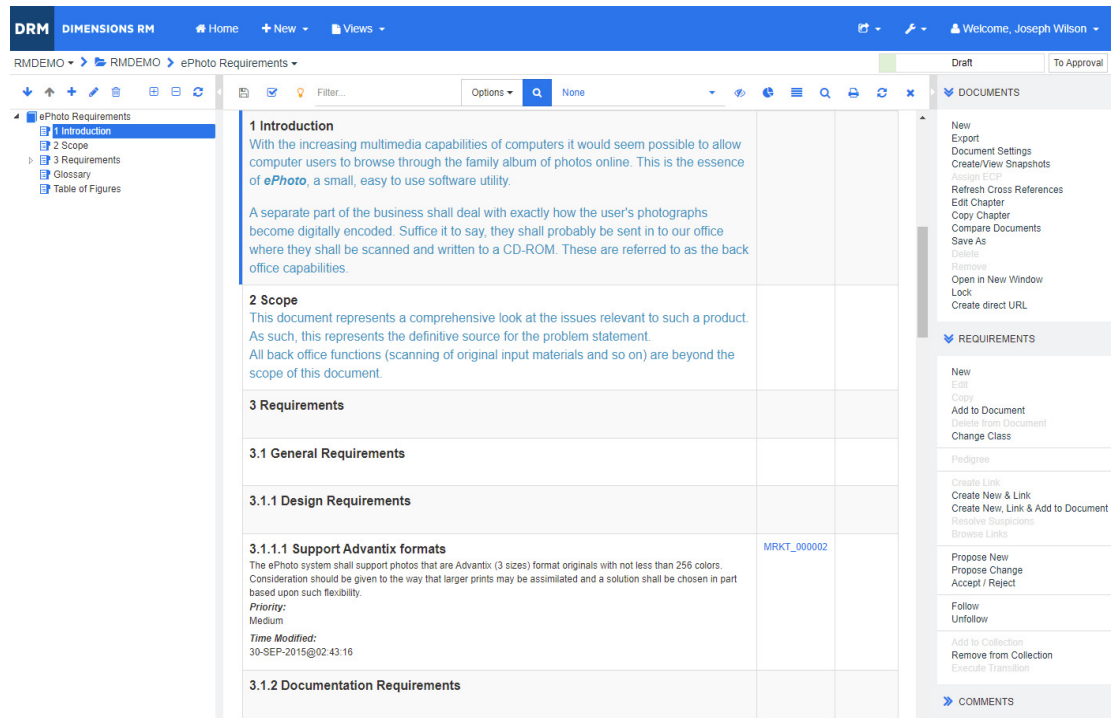 DRM DIMENSIONS RM Home New Views Welcome, Joseph Wilson
RMDEMO RMDEMO ePhoto Requirements Draft To Approval
Filter... Options None
ePhoto Requirements
1 Introduction
2 Scope
3 Requirements
Glossary
Table of Figures
1 Introduction
With the increasing multimedia capabilities of computers it would seem possible to allow
computer users to browse through the family album of photos online. This is the essence
of ePhoto, a small, easy to use software utility.
A separate part of the business shall deal with exactly how the user's photographs
become digitally encoded. Suffice it to say, they shall probably be sent in to our office
where they shall be scanned and written to a CD-ROM. These are referred to as the back
office capabilities.
2 Scope
This document represents a comprehensive look at the issues relevant to such a product.
As such, this represents the definitive source for the problem statement.
All back office functions (scanning of original input materials and so on) are beyond the
scope of this document.
3 Requirements
3.1 General Requirements
3.1.1 Design Requirements
3.1.1.1 Support Advantix formats
The ePhoto system shall support photos that are Advantix (3 sizes) format originals with not less than 256 colors.
Consideration should be given to the way that larger prints may be assimilated and a solution shall be chosen in part
based upon such flexibility.
Priority:
Medium
Time Modified:
30-SEP-2015@02:43:16
MRKT_000002
3.1.2 Documentation Requirements
DOCUMENTS
New
Export
Document Settings
Create/View Snapshots
Assign ECP
Refresh Cross References
Edit Chapter
Copy Chapter
Compare Documents
Save As
Delete
Remove
Open in New Window
Lock
Create direct URL
REQUIREMENTS
New
Edit
Copy
Add to Document
Delete from Document
Change Class
Pedigree
Create Link
Create New & Link
Create New, Link & Add to Document
Resolve Suspicions
Browse Links
Propose New
Propose Change
Accept / Reject
Follow
Unfollow
Add to Collection
Remove from Collection
Execute Transition
COMMENTS